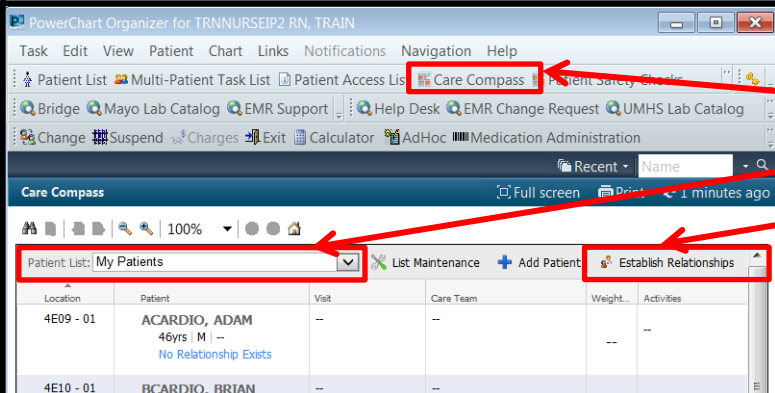 PowerChart Organizer for TRNNURSEIP2 RN, TRAIN
Task Edit View Patient Chart Links Notifications Navigation Help
Patient List Multi-Patient Task List Patient Access List Care Compass Patient Safety Checks
Bridge Mayo Lab Catalog EMR Support Help Desk EMR Change Request UMHS Lab Catalog
Change Suspend Charges Exit Calculator AdHoc Medication Administration
Recent Name
Care Compass Full screen Print 1 minutes ago
100%
Patient List: My Patients List Maintenance Add Patient Establish Relationships
Location Patient Visit Care Team Weight... Activities
4E09 - 01 ACARDIO, ADAM -- --
46yrs | M | -- -- --
No Relationship Exists
4E10 - 01 BCARDIO, BRIAN -- --